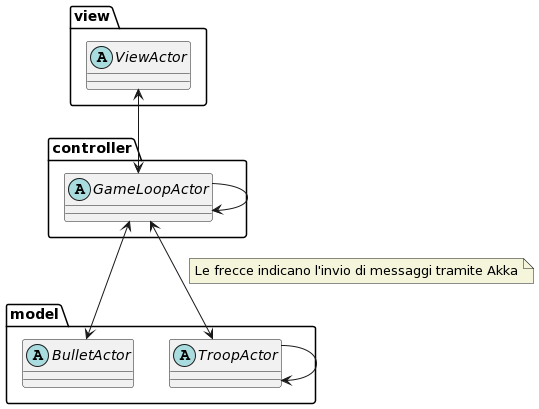 view
A ViewActor
controller
A GameLoopActor
Le frecce indicano l'invio di messaggi tramite Akka
model
A BulletActor
A TroopActor